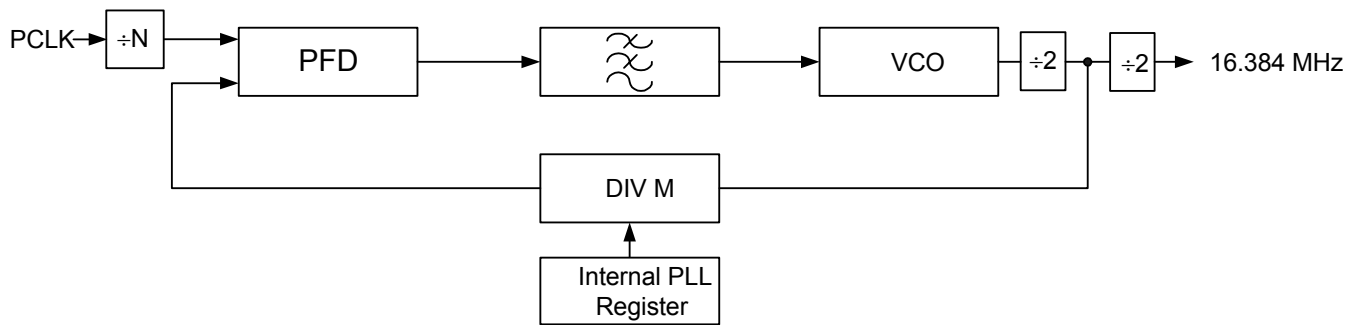 PCLK
÷N
PFD
VCO
÷2
÷2
16.384 MHz
DIV M
Internal PLL
Register